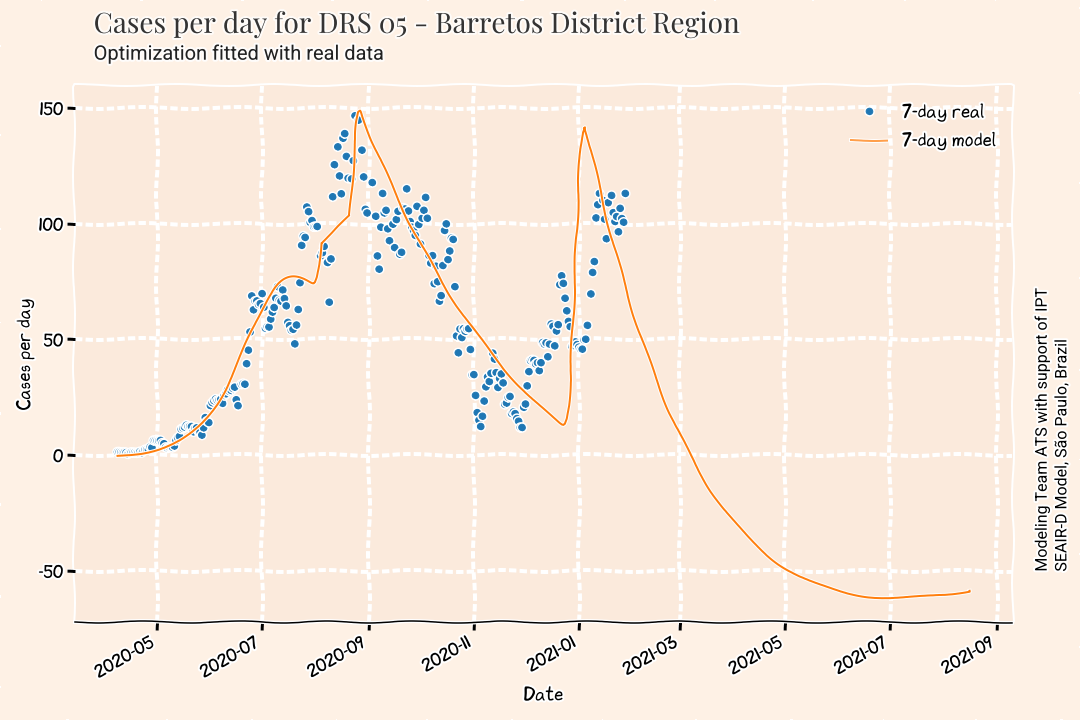 Cases per day for DRS 05 - Barretos District Region
Optimization fitted with real data
7-day real
7-day model
150
100
50
0
-50
Cases per day
2020-05
2020-07
2020-09
2020-11
2021-01
2021-03
2021-05
2021-07
2021-09
Date
Modeling Team ATS with support of IPT
SEAIR-D Model, São Paulo, Brazil